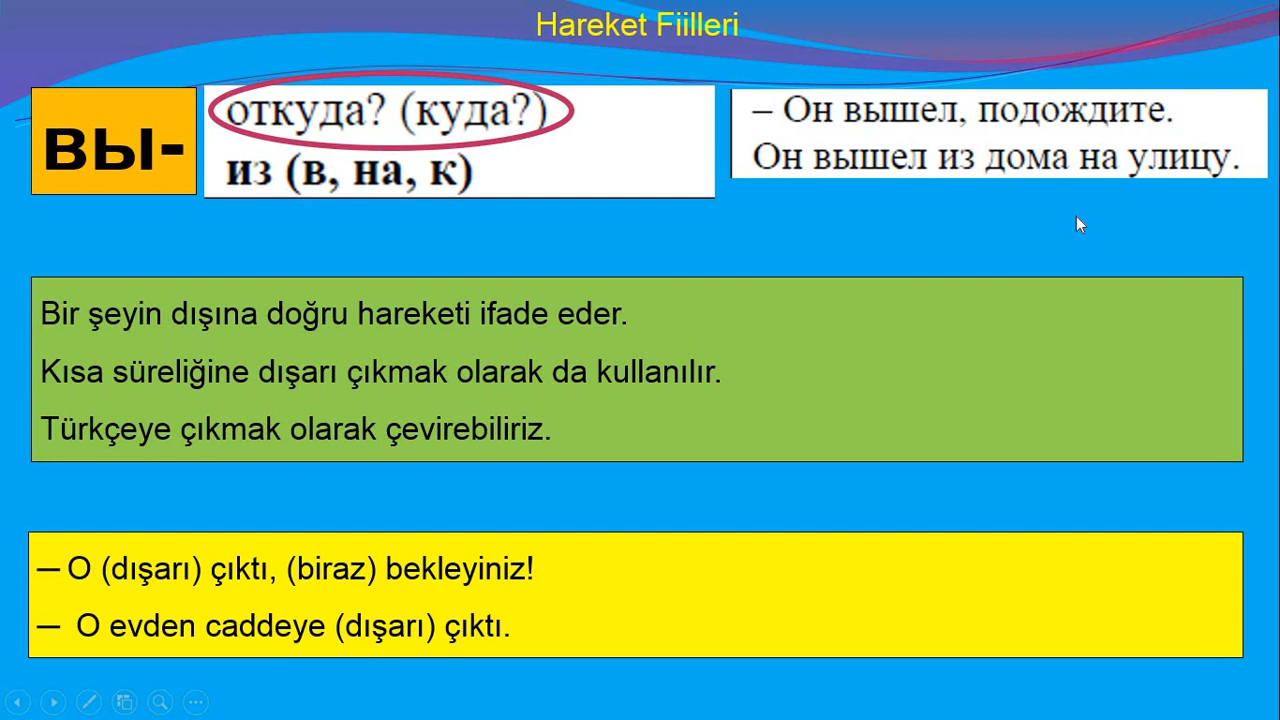 Hareket Fiilleri
вы-
откуда? (куда?)
из (в, на, к)
– Он вышел, подождите.
Он вышел из дома на улицу.
Bir şeyin dışına doğru hareketi ifade eder.
Kısa süreliğine dışarı çıkmak olarak da kullanılır.
Türkçeye çıkmak olarak çevirebiliriz.
─ O (dışarı) çıktı, (biraz) bekleyiniz!
─ O evden caddeye (dışarı) çıktı.